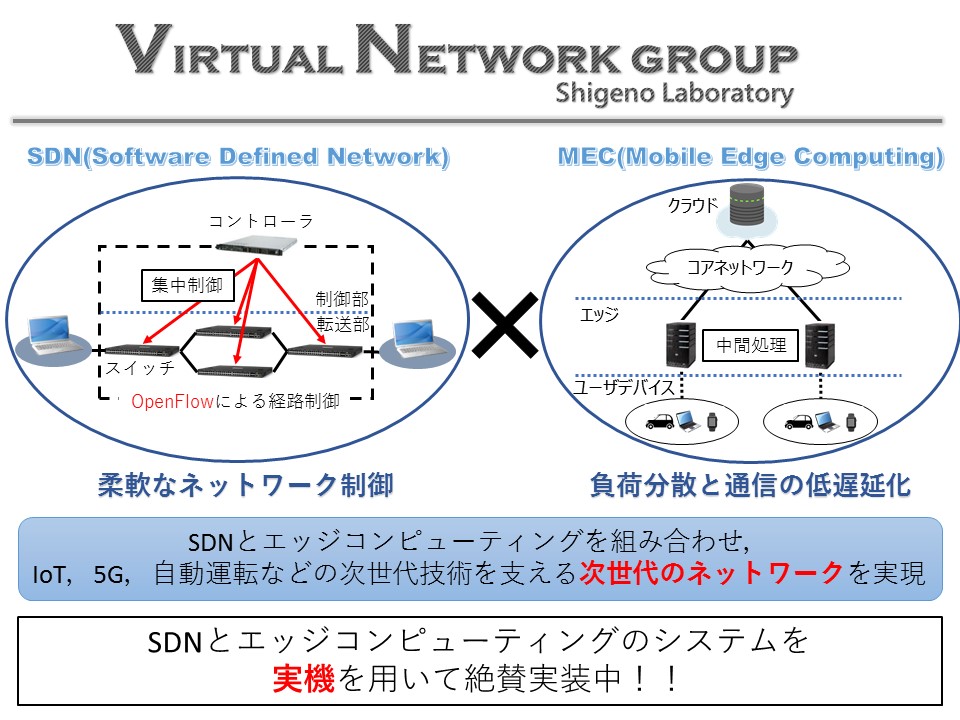 VIRTUAL NETWORK GROUP
Shigeno Laboratory
SDN(Software Defined Network)
コントローラ
集中制御
制御部
転送部
スイッチ
OpenFlowによる経路制御
柔軟なネットワーク制御
MEC(Mobile Edge Computing)
クラウド
コアネットワーク
エッジ
中間処理
ユーザデバイス
負荷分散と通信の低遅延化
SDNとエッジコンピューティングを組み合わせ,
IoT, 5G, 自動運転などの次世代技術を支える次世代のネットワークを実現
SDNとエッジコンピューティングのシステムを
実機を用いて絶賛実装中！！